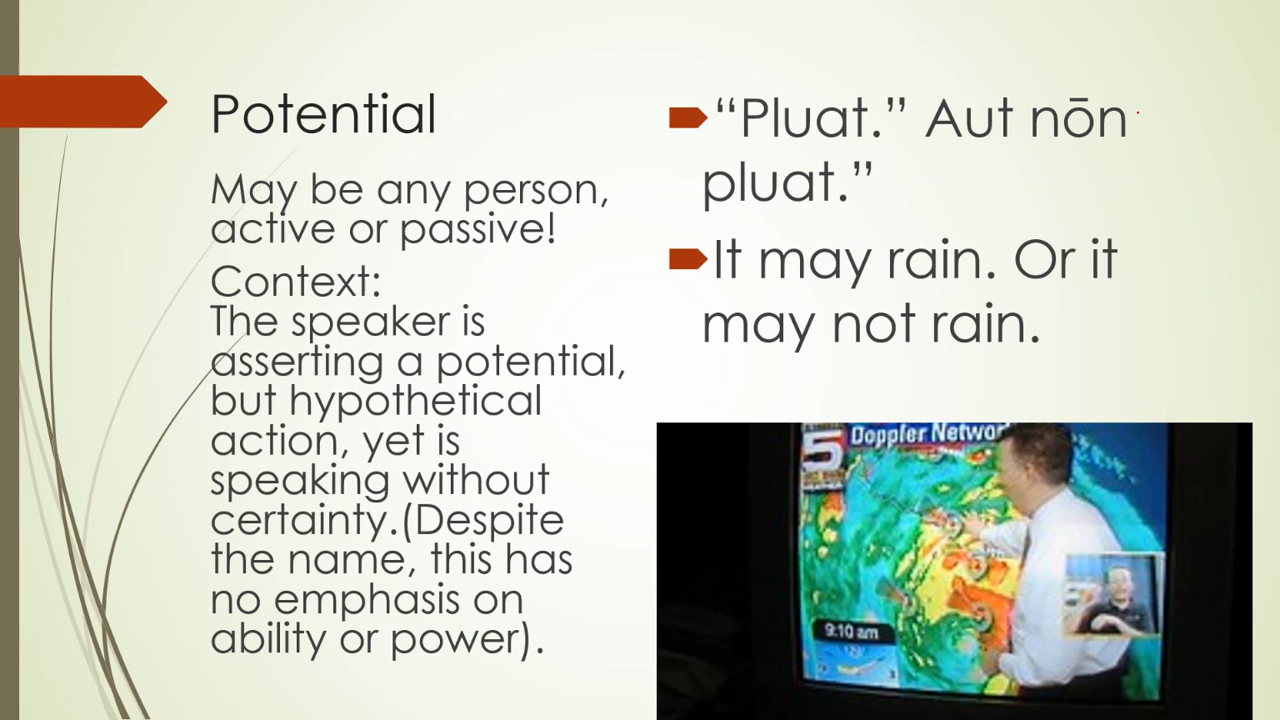 Potential
May be any person,
active or passive!
Context:
The speaker is
asserting a potential,
but hypothetical
action, yet is
speaking without
certainty.(Despite
the name, this has
no emphasis on
ability or power).
“Pluat.” Aut nōn
pluat.”
It may rain. Or it
may not rain.
5 Doppler Networ
9:10 am